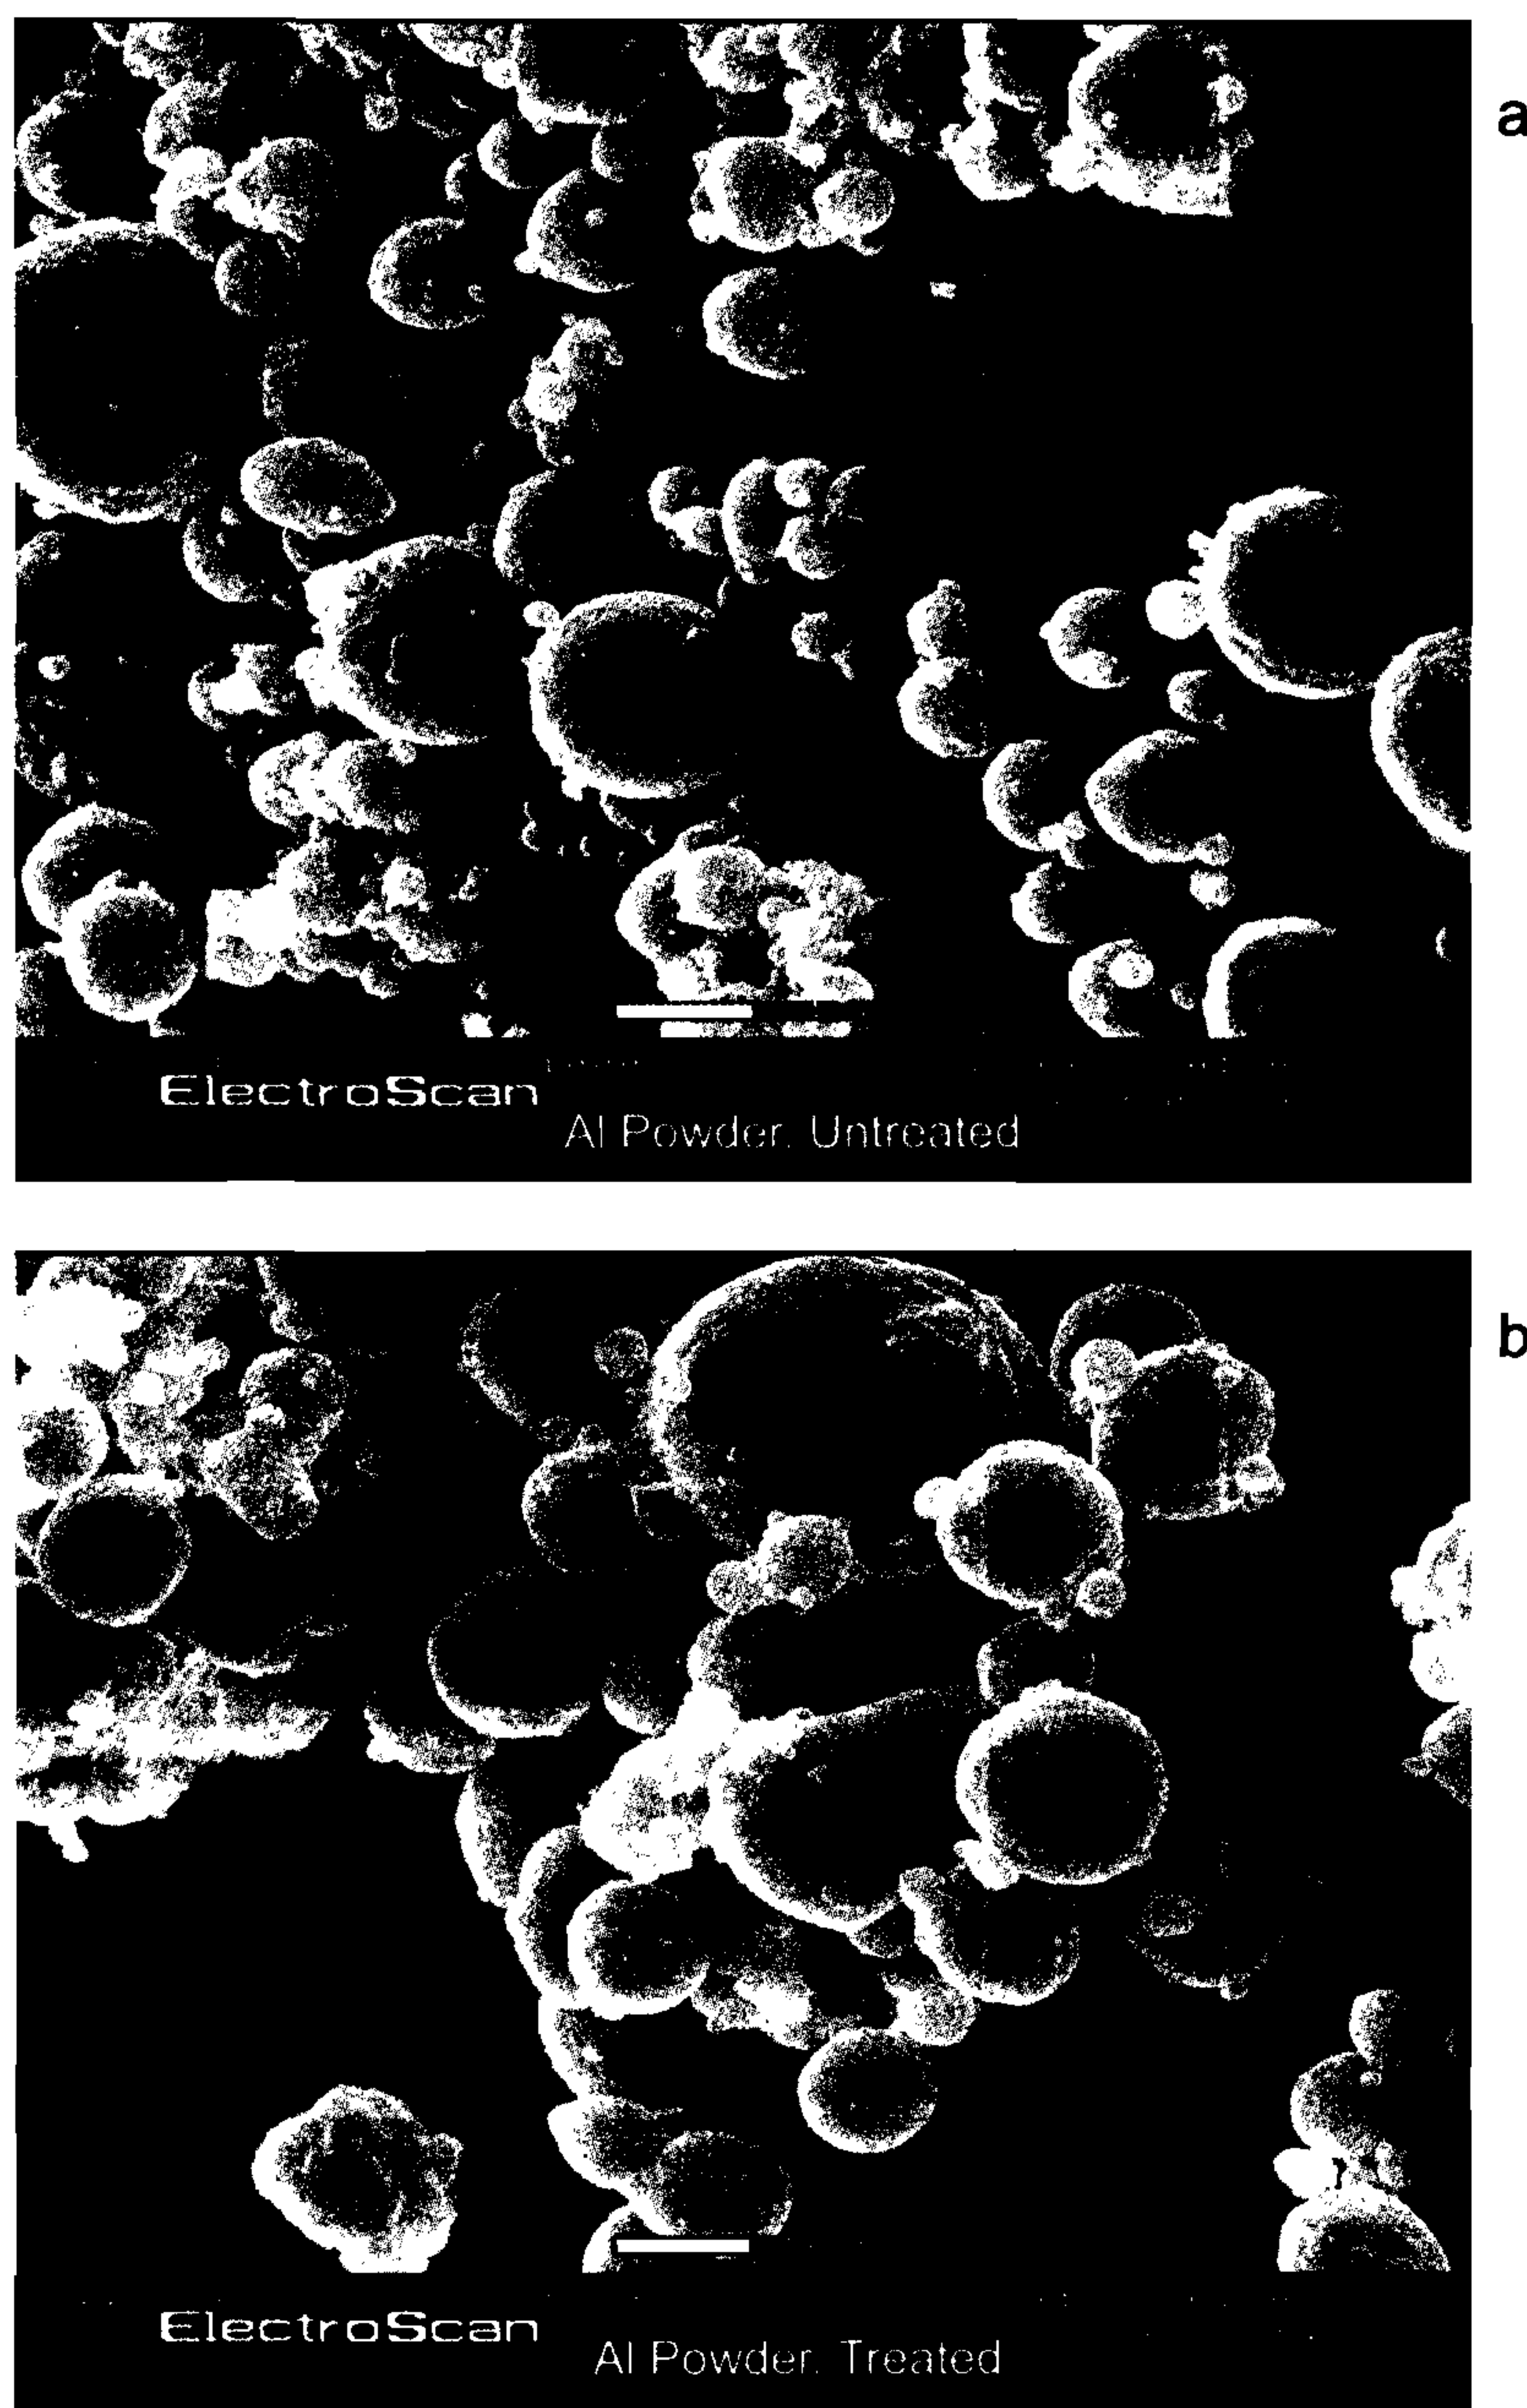 a
ElectroScan
Al Powder. Untreated
b
ElectroScan
Al Powder. Treated